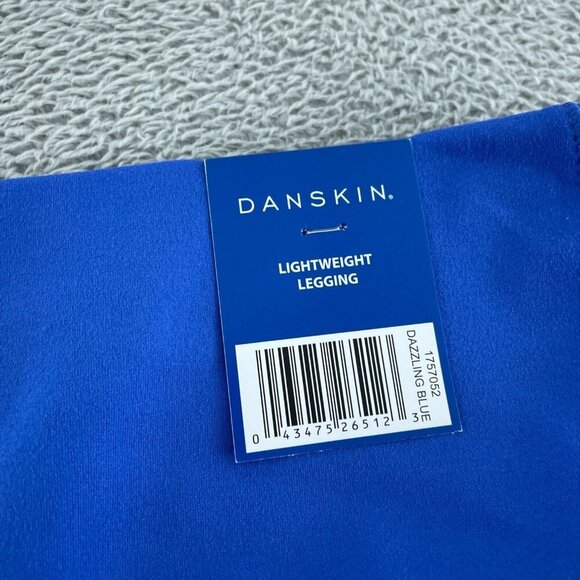 DANSKIN®
LIGHTWEIGHT
LEGGING
0 43475 26512 3
1757052
DAZZLING BLUE